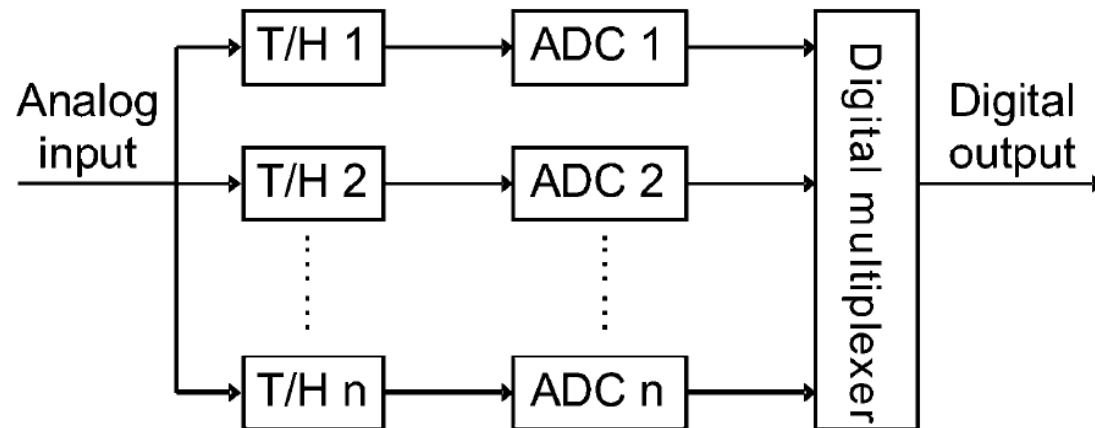 Analog
input
T/H 1
ADC 1
T/H 2
ADC 2
T/H n
ADC n
Digital multiplexer
Digital
output